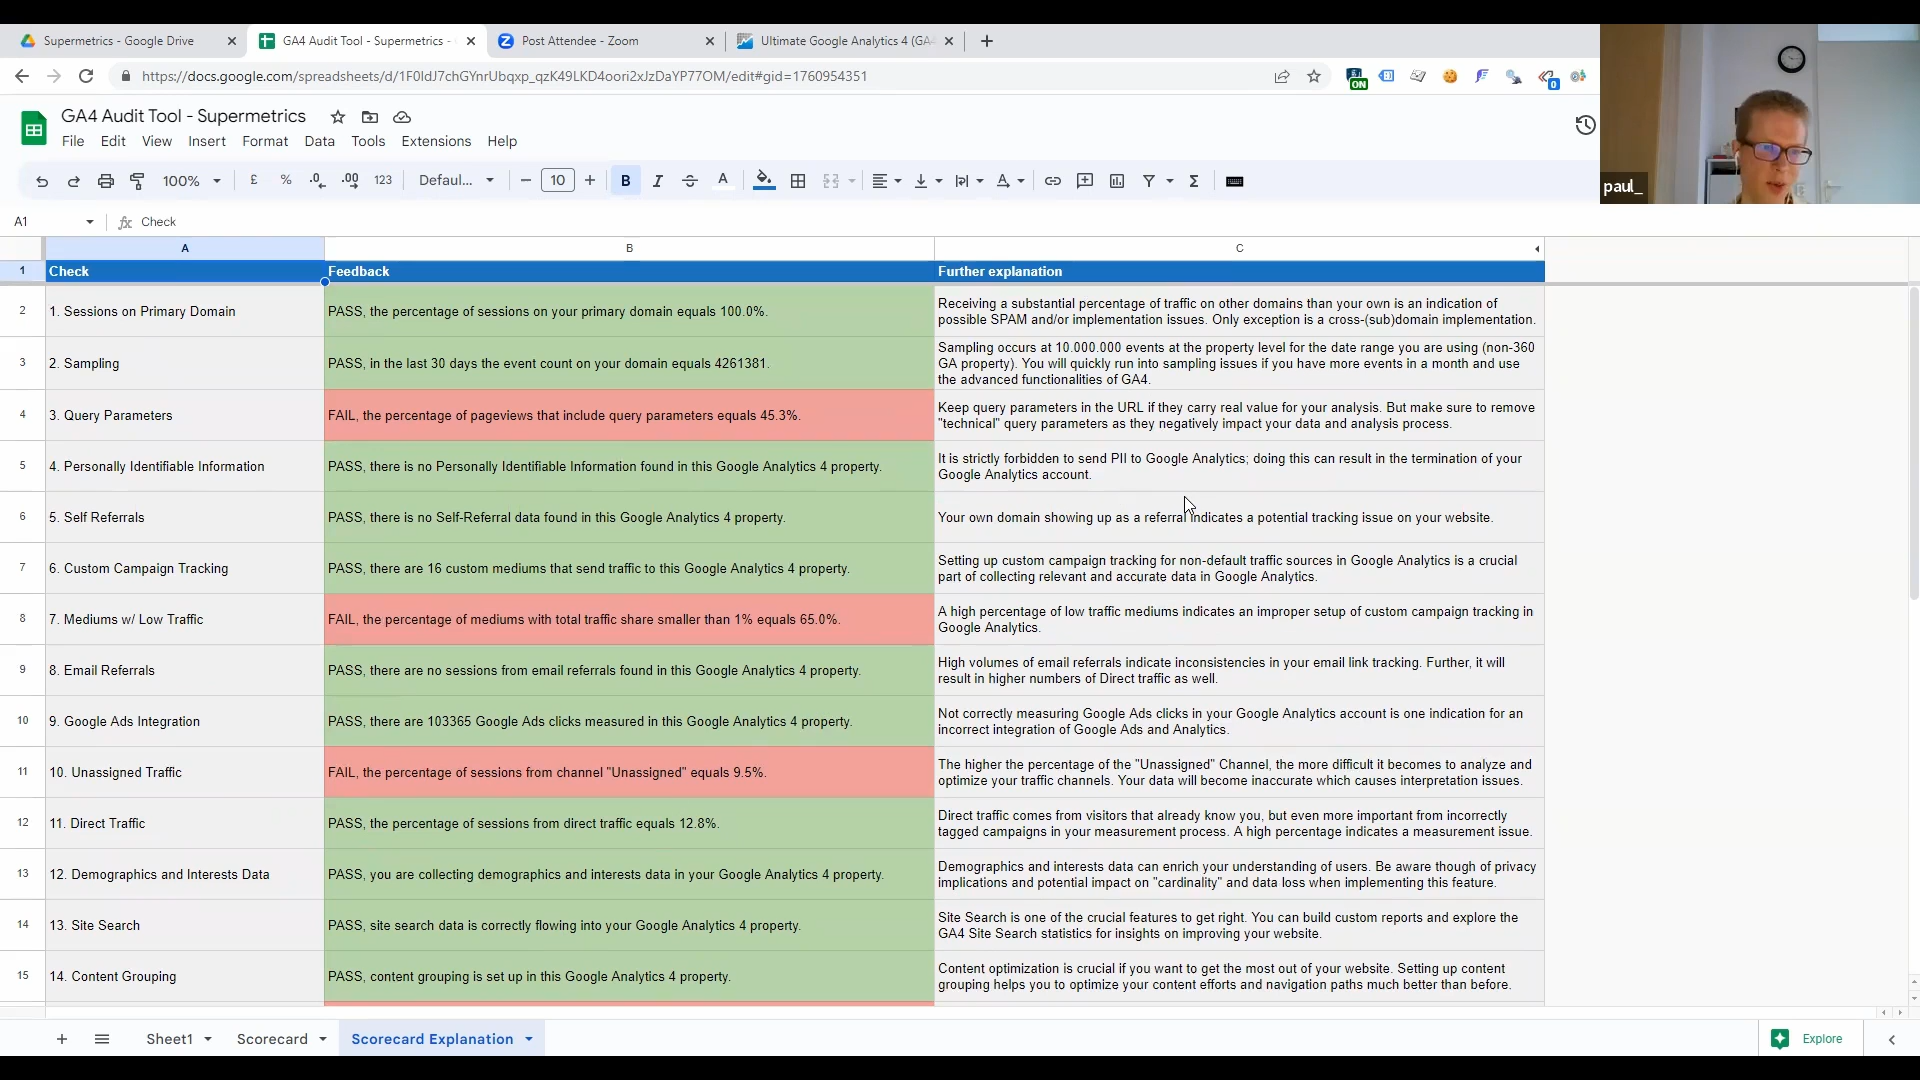 Supermetrics - Google Drive
GA4 Audit Tool - Supermetrics -
Post Attendee - Zoom
Ultimate Google Analytics 4 (GA4
https://docs.google.com/spreadsheets/d/1F0ldJ7chGYnrUbqxp_qzK49LKD4oori2xJzDaYP77OM/edit#gid=1760954351
ON
0
GA4 Audit Tool - Supermetrics
File Edit View Insert Format Data Tools Extensions Help
100% £ % .0 .00 123 Defaul... 10 B I A
paul_
A1 fx Check
A B C
1 Check Feedback Further explanation
2 1. Sessions on Primary Domain PASS, the percentage of sessions on your primary domain equals 100.0%. Receiving a substantial percentage of traffic on other domains than your own is an indication of
possible SPAM and/or implementation issues. Only exception is a cross-(sub)domain implementation.
3 2. Sampling PASS, in the last 30 days the event count on your domain equals 4261381. Sampling occurs at 10.000.000 events at the property level for the date range you are using (non-360
GA property). You will quickly run into sampling issues if you have more events in a month and use
the advanced functionalities of GA4.
4 3. Query Parameters FAIL, the percentage of pageviews that include query parameters equals 45.3%. Keep query parameters in the URL if they carry real value for your analysis. But make sure to remove
"technical" query parameters as they negatively impact your data and analysis process.
5 4. Personally Identifiable Information PASS, there is no Personally Identifiable Information found in this Google Analytics 4 property. It is strictly forbidden to send PII to Google Analytics; doing this can result in the termination of your
Google Analytics account.
6 5. Self Referrals PASS, there is no Self-Referral data found in this Google Analytics 4 property. Your own domain showing up as a referral indicates a potential tracking issue on your website.
7 6. Custom Campaign Tracking PASS, there are 16 custom mediums that send traffic to this Google Analytics 4 property. Setting up custom campaign tracking for non-default traffic sources in Google Analytics is a crucial
part of collecting relevant and accurate data in Google Analytics.
8 7. Mediums w/ Low Traffic FAIL, the percentage of mediums with total traffic share smaller than 1% equals 65.0%. A high percentage of low traffic mediums indicates an improper setup of custom campaign tracking in
Google Analytics.
9 8. Email Referrals PASS, there are no sessions from email referrals found in this Google Analytics 4 property. High volumes of email referrals indicate inconsistencies in your email link tracking. Further, it will
result in higher numbers of Direct traffic as well.
10 9. Google Ads Integration PASS, there are 103365 Google Ads clicks measured in this Google Analytics 4 property. Not correctly measuring Google Ads clicks in your Google Analytics account is one indication for an
incorrect integration of Google Ads and Analytics.
11 10. Unassigned Traffic FAIL, the percentage of sessions from channel "Unassigned" equals 9.5%. The higher the percentage of the "Unassigned" Channel, the more difficult it becomes to analyze and
optimize your traffic channels. Your data will become inaccurate which causes interpretation issues.
12 11. Direct Traffic PASS, the percentage of sessions from direct traffic equals 12.8%. Direct traffic comes from visitors that already know you, but even more important from incorrectly
tagged campaigns in your measurement process. A high percentage indicates a measurement issue.
13 12. Demographics and Interests Data PASS, you are collecting demographics and interests data in your Google Analytics 4 property. Demographics and interests data can enrich your understanding of users. Be aware though of privacy
implications and potential impact on "cardinality" and data loss when implementing this feature.
14 13. Site Search PASS, site search data is correctly flowing into your Google Analytics 4 property. Site Search is one of the crucial features to get right. You can build custom reports and explore the
GA4 Site Search statistics for insights on improving your website.
15 14. Content Grouping PASS, content grouping is set up in this Google Analytics 4 property. Content optimization is crucial if you want to get the most out of your website. Setting up content
grouping helps you to optimize your content efforts and navigation paths much better than before.
Sheet1 Scorecard Scorecard Explanation Explore